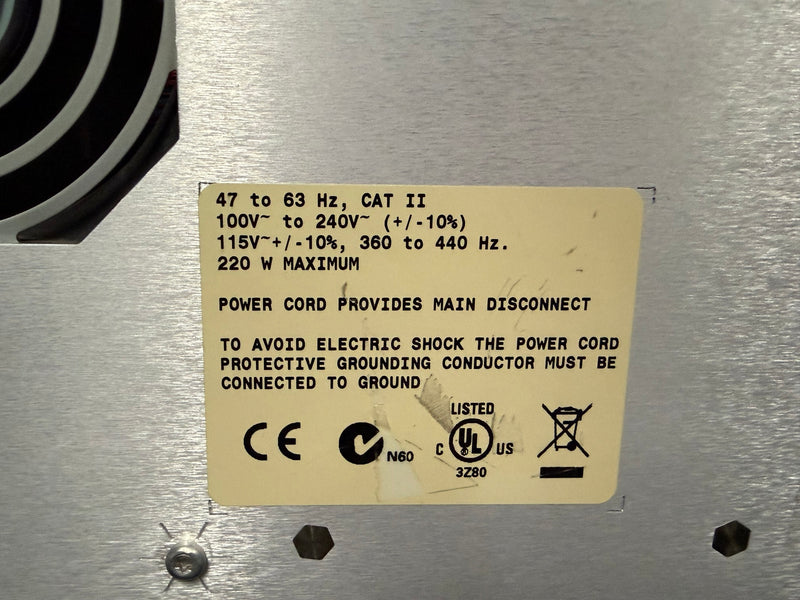 47 to 63 Hz, CAT II
100V~ to 240V~ (+/-10%)
115V~+/-10%, 360 to 440 Hz.
220 W MAXIMUM
POWER CORD PROVIDES MAIN DISCONNECT
TO AVOID ELECTRIC SHOCK THE POWER CORD
PROTECTIVE GROUNDING CONDUCTOR MUST BE
CONNECTED TO GROUND
CE
N60
LISTED
C UL US
3Z80